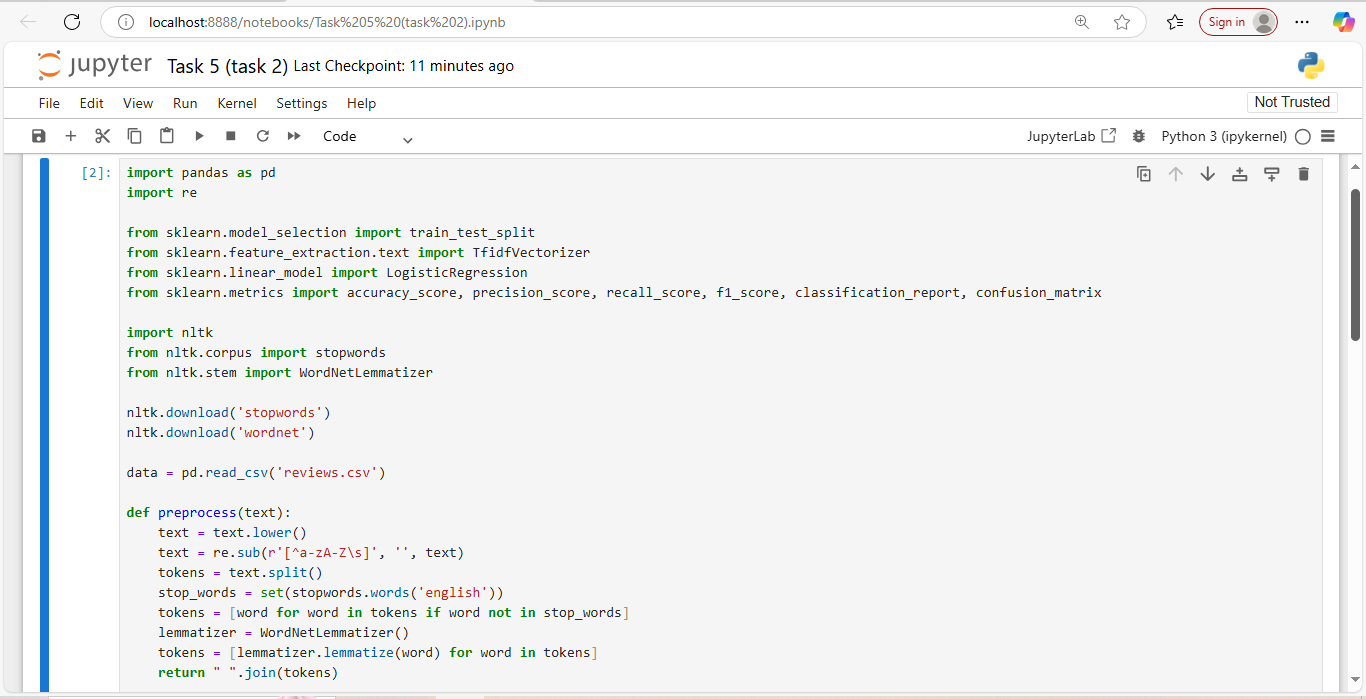 localhost:8888/notebooks/Task%205%20(task%202).ipynb
Sign in
jupyter Task 5 (task 2) Last Checkpoint: 11 minutes ago
File Edit View Run Kernel Settings Help
Not Trusted
Code
JupyterLab
Python 3 (ipykernel)
[2]:
import pandas as pd
import re
from sklearn.model_selection import train_test_split
from sklearn.feature_extraction.text import TfidfVectorizer
from sklearn.linear_model import LogisticRegression
from sklearn.metrics import accuracy_score, precision_score, recall_score, f1_score, classification_report, confusion_matrix
import nltk
from nltk.corpus import stopwords
from nltk.stem import WordNetLemmatizer
nltk.download('stopwords')
nltk.download('wordnet')
data = pd.read_csv('reviews.csv')
def preprocess(text):
    text = text.lower()
    text = re.sub(r'[^a-zA-Z\s]', '', text)
    tokens = text.split()
    stop_words = set(stopwords.words('english'))
    tokens = [word for word in tokens if word not in stop_words]
    lemmatizer = WordNetLemmatizer()
    tokens = [lemmatizer.lemmatize(word) for word in tokens]
    return " ".join(tokens)